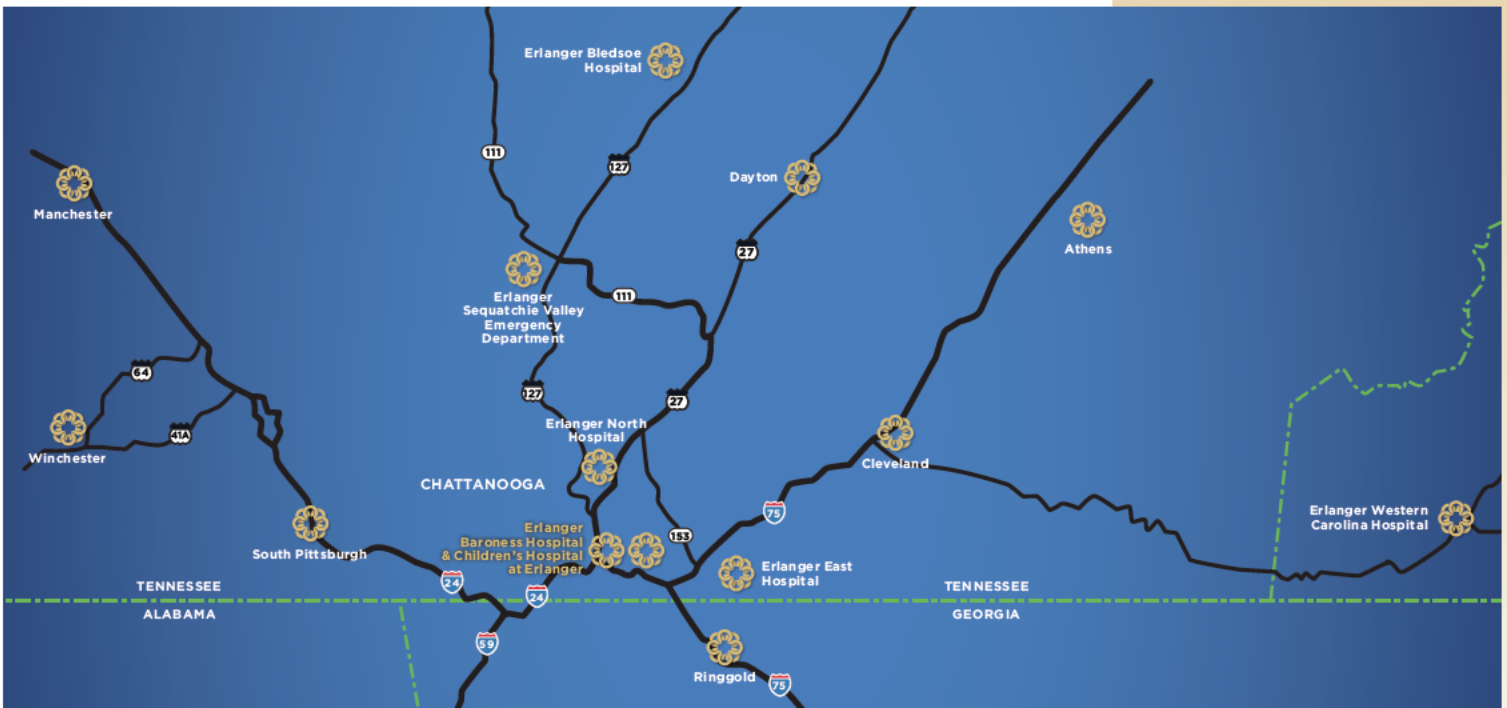 Erlanger Bledsoe
Hospital
111
127
Dayton
Manchester
27
Athens
Erlanger
Sequatchie Valley
Emergency
Department
111
64
127
27
41A
Winchester
Erlanger North
Hospital
Cleveland
CHATTANOOGA
75
Erlanger Western
Carolina Hospital
South Pittsburgh
Erlanger
Baroness Hospital
& Children's Hospital
at Erlanger
153
Erlanger East
Hospital
24
24
TENNESSEE
TENNESSEE
ALABAMA
GEORGIA
59
Ringgold
75